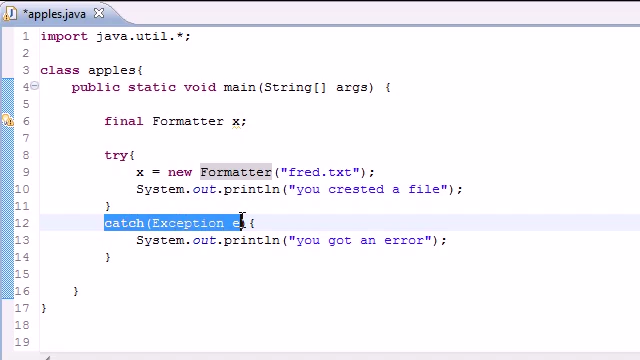 *apples.java
1 import java.util.*;
2
3 class apples{
4 public static void main(String[] args) {
5
6 final Formatter x;
7
8 try{
9 x = new Formatter("fred.txt");
10 System.out.println("you crested a file");
11 }
12 catch(Exception e){
13 System.out.println("you got an error");
14 }
15
16 }
17 }
18
19